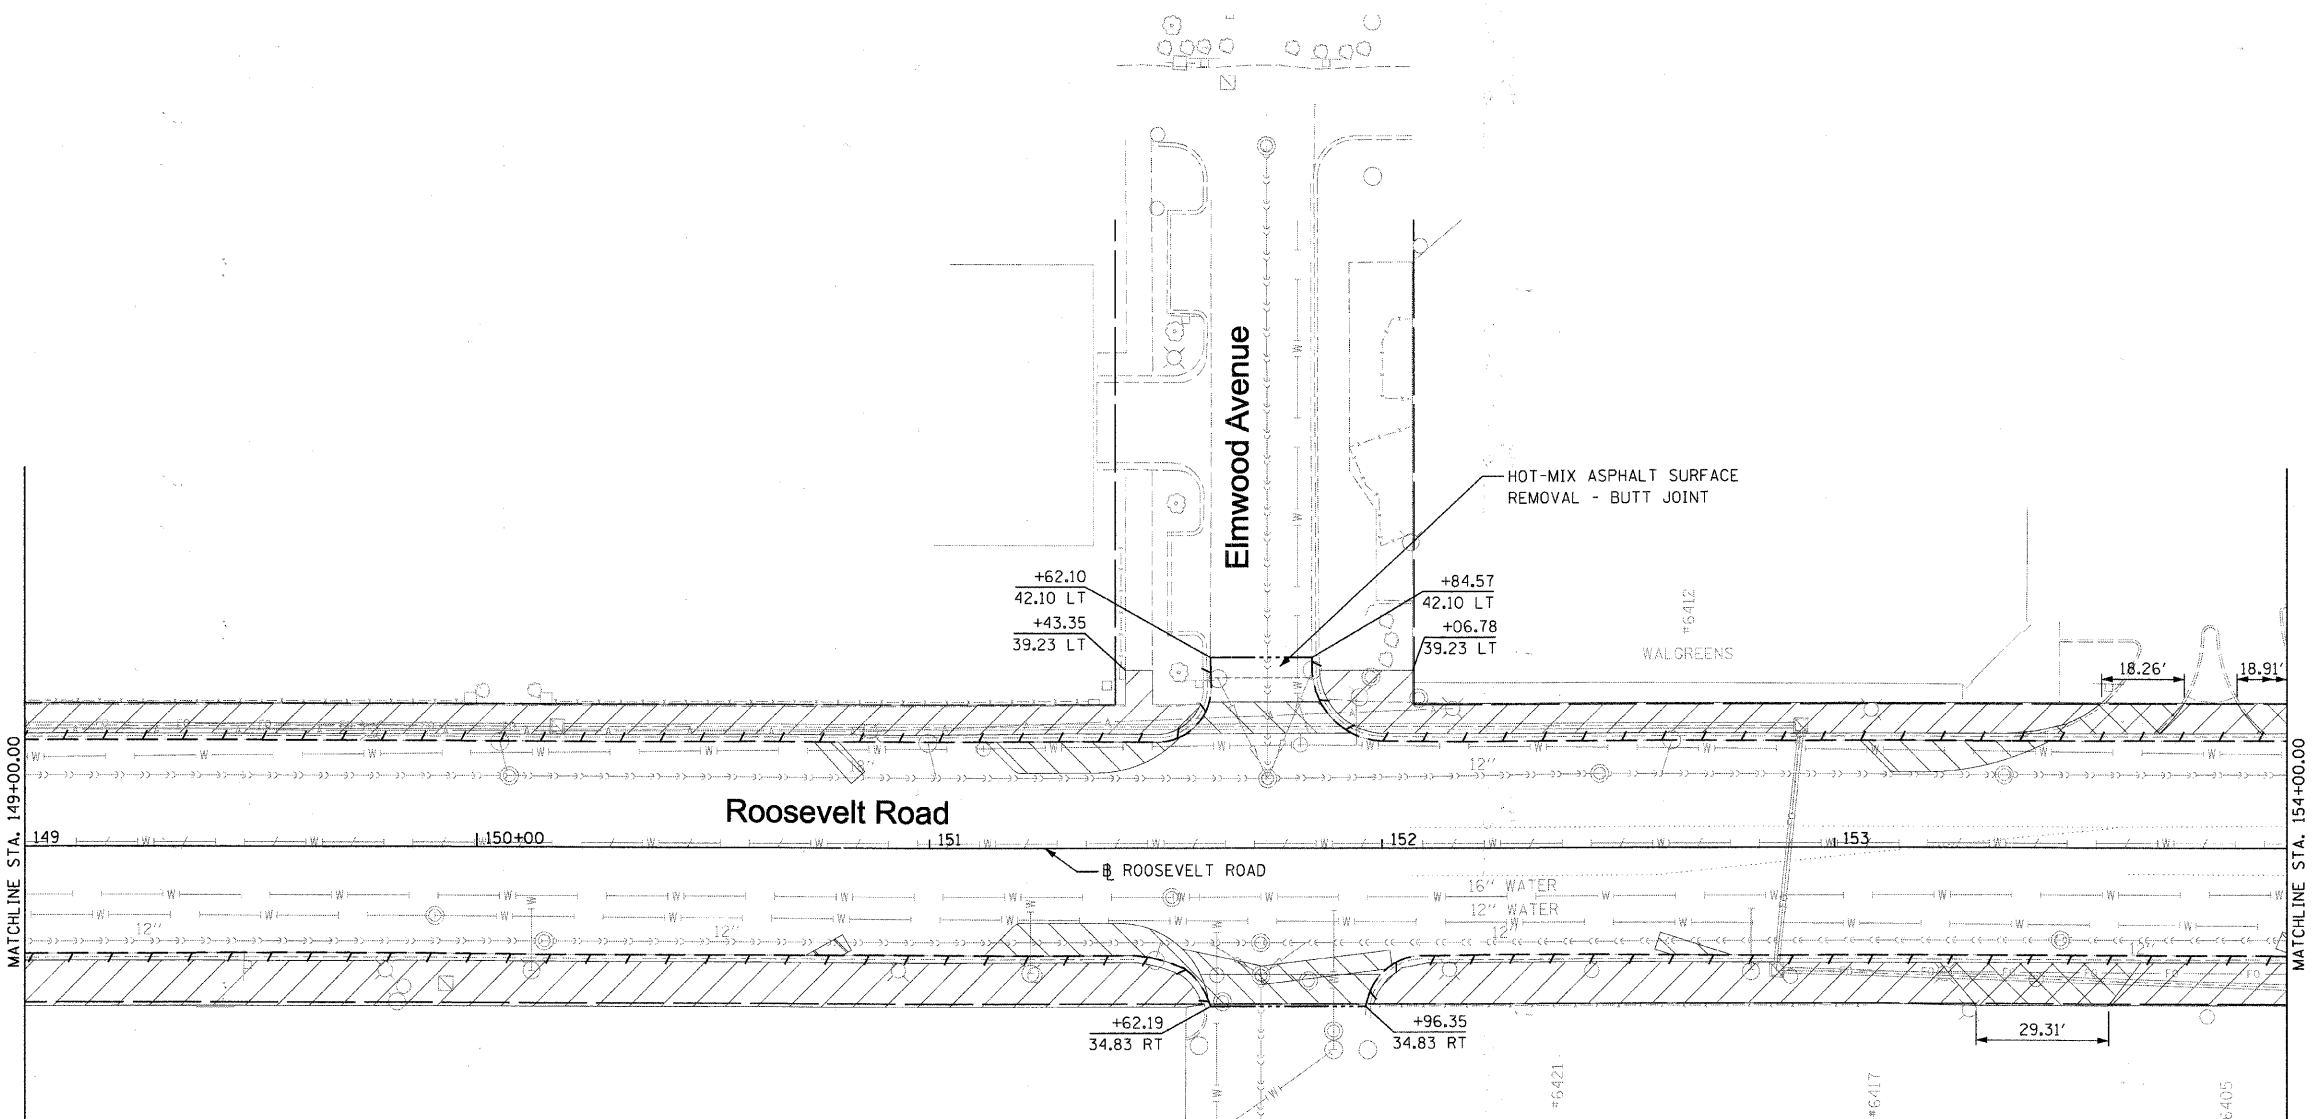 Elmwood Avenue
HOT-MIX ASPHALT SURFACE
REMOVAL - BUTT JOINT
+62.10
42.10 LT
+43.35
39.23 LT
+84.57
42.10 LT
+06.78
39.23 LT
#6412
WALGREENS
18.26'
18.91'
MATCHLINE STA. 149+00.00
MATCHLINE STA. 154+00.00
12"
Roosevelt Road
149
150+00
151
152
153
ROOSEVELT ROAD
16" WATER
12" WATER
12"
12"
12"
+62.19
34.83 RT
+96.35
34.83 RT
29.31'
#6421
#6417
6405